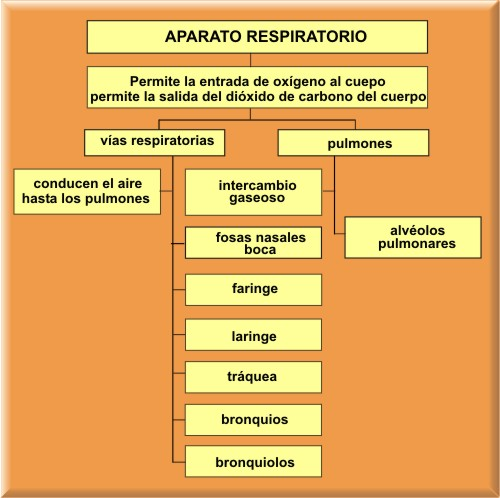 APARATO RESPIRATORIO
Permite la entrada de oxígeno al cuepo
permite la salida del dióxido de carbono del cuerpo
vías respiratorias
pulmones
conducen el aire
hasta los pulmones
intercambio
gaseoso
fosas nasales
boca
alvéolos
pulmonares
faringe
laringe
tráquea
bronquios
bronquiolos